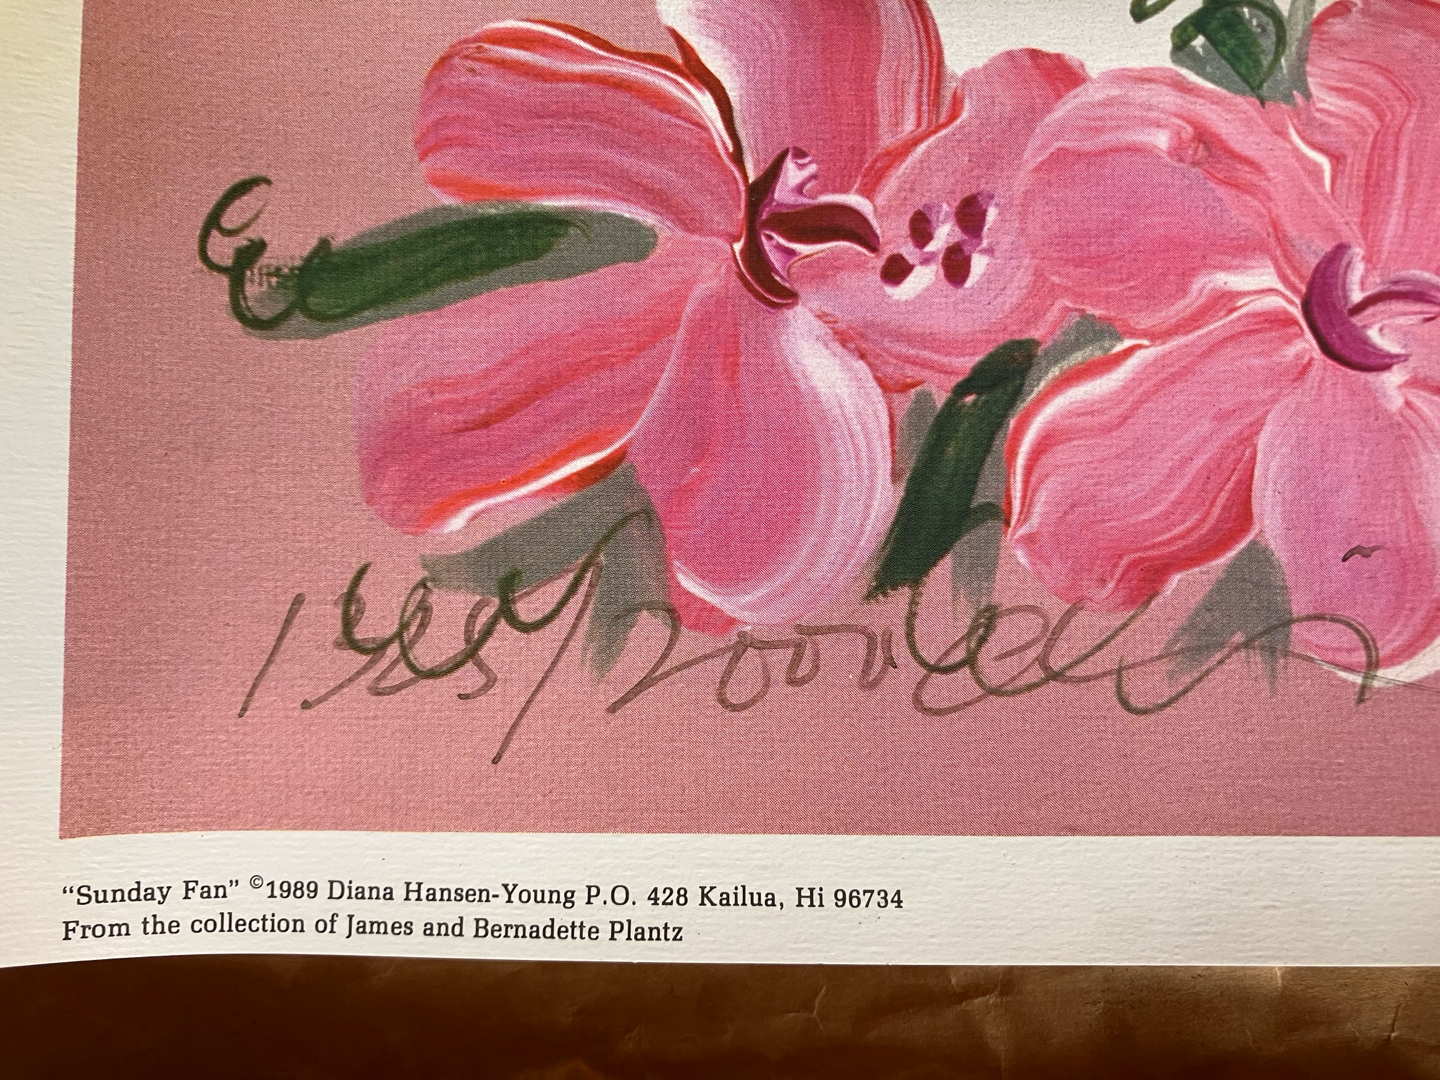 “Sunday Fan” ©1989 Diana Hansen-Young P.O. 428 Kailua, Hi 96734
From the collection of James and Bernadette Plantz